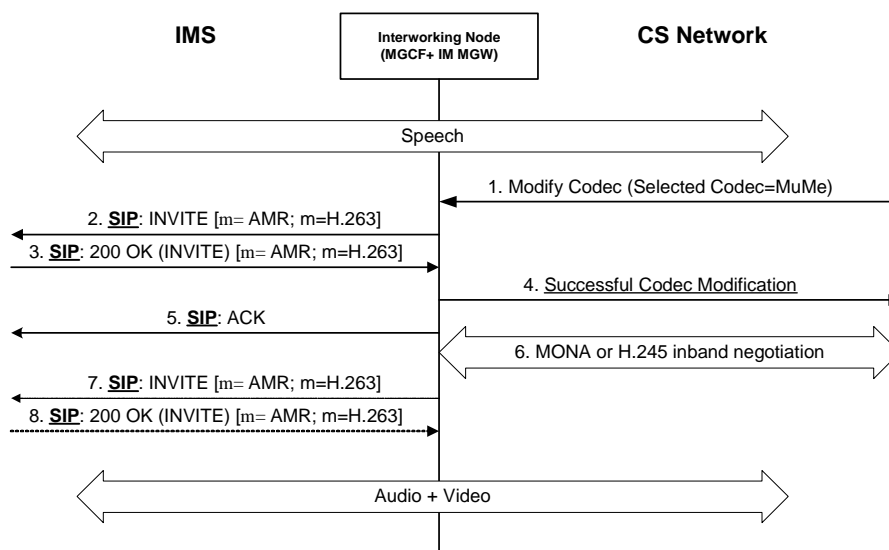 IMS
Interworking Node
(MGCF+ IM MGW)
CS Network
Speech
1. Modify Codec (Selected Codec=MuMe)
2. SIP: INVITE [m= AMR; m=H.263]
3. SIP: 200 OK (INVITE) [m= AMR; m=H.263]
4. Successful Codec Modification
5. SIP: ACK
6. MONA or H.245 inband negotiation
7. SIP: INVITE [m= AMR; m=H.263]
8. SIP: 200 OK (INVITE) [m= AMR; m=H.263]
Audio + Video